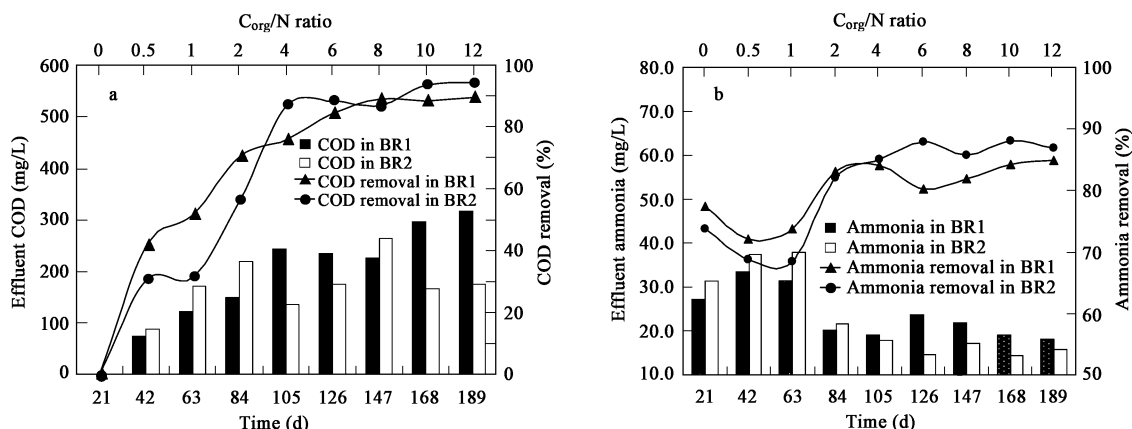 Corg/N ratio
0 0.5 1 2 4 6 8 10 12
600 500 400 300 200 100 0
Effluent COD (mg/L)
a
COD in BR1
COD in BR2
COD removal in BR1
COD removal in BR2
100 80 60 40 20 0
COD removal (%)
21 42 63 84 105 126 147 168 189
Time (d)
Corg/N ratio
0 0.5 1 2 4 6 8 10 12
80.0 70.0 60.0 50.0 40.0 30.0 20.0 10.0
Effluent ammonia (mg/L)
b
Ammonia in BR1
Ammonia in BR2
Ammonia removal in BR1
Ammonia removal in BR2
100 90 80 70 60 50
Ammonia removal (%)
21 42 63 84 105 126 147 168 189
Time (d)